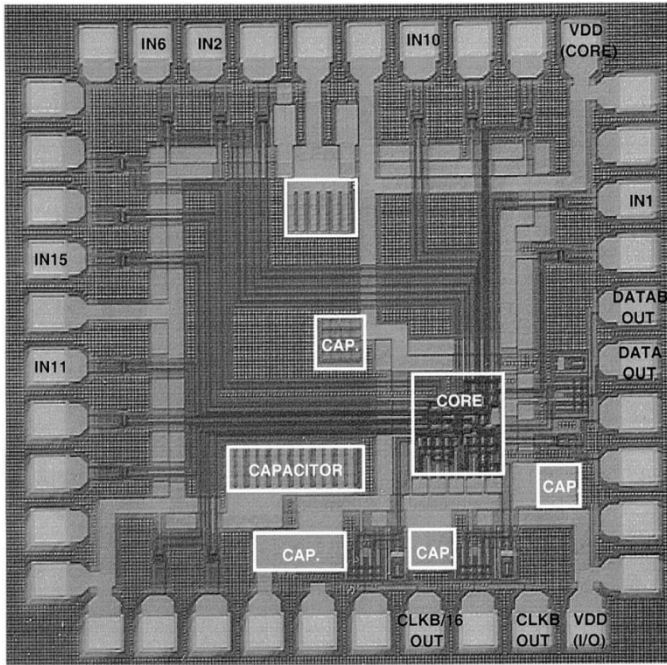 IN6
IN2
IN10
VDD
(CORE)
IN1
IN15
DATAB
OUT
CAP.
DATA
OUT
IN11
CORE
CAPACITOR
CAP
CAP.
CAP.
CLKB/16
OUT
CLKB
OUT
VDD
(I/O)